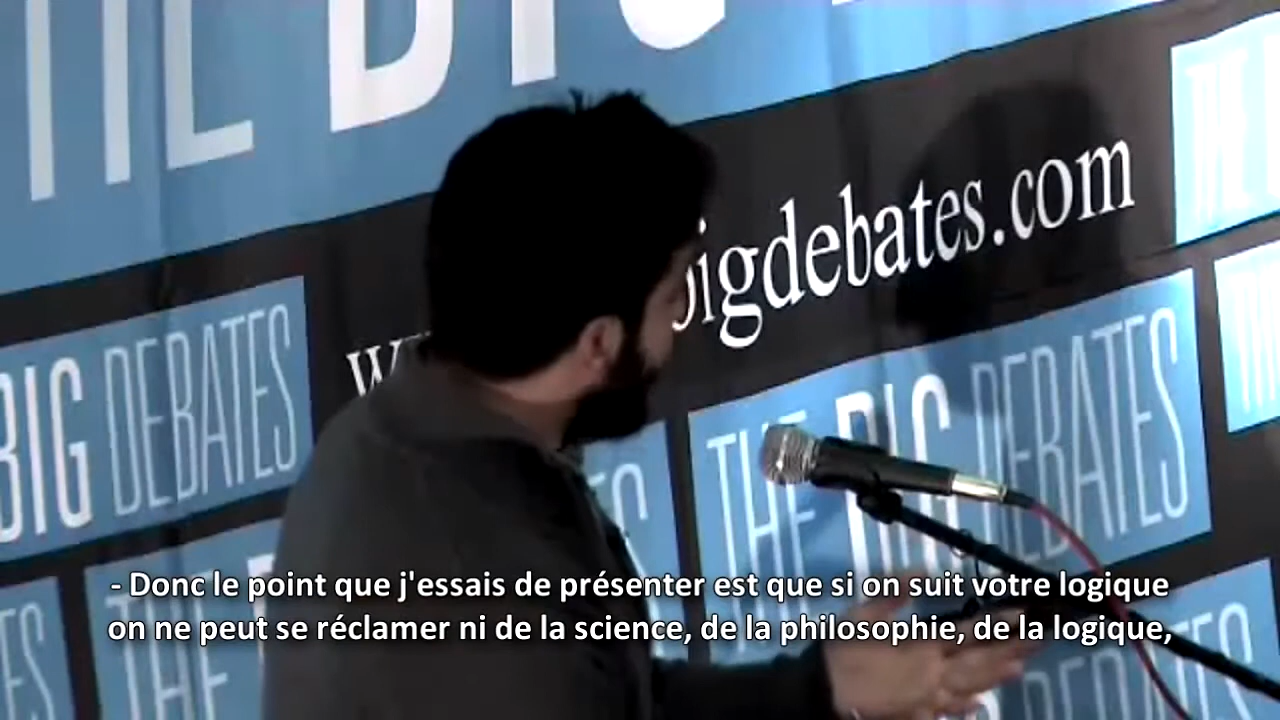 THE BIG
THE
bigdebates.com
BIG DEBATES
THE BIG DEBATES
THE
- Donc le point que j'essais de présenter est que si on suit votre logique
on ne peut se réclamer ni de la science, de la philosophie, de la logique,